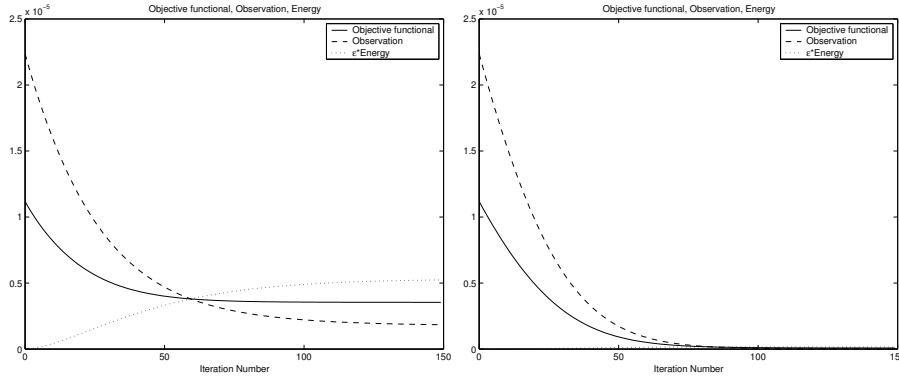 x 10⁻⁵
Objective functional, Observation, Energy
2.5
2
1.5
1
0.5
0
0
50
100
150
Iteration Number
Objective functional
Observation
ε*Energy
x 10⁻⁵
Objective functional, Observation, Energy
2.5
2
1.5
1
0.5
0
0
50
100
15
Iteration Number
Objective functional
Observation
ε*Energy